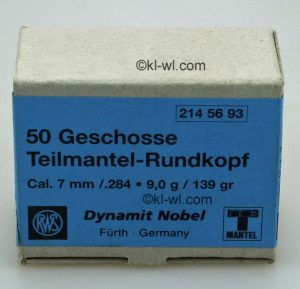 ©kl-wl.com
214 56 93
50 Geschosse
Teilmantel-Rundkopf
Cal. 7 mm /.284 • 9,0 g / 139 gr
©kl-wl.com
RWS
Dynamit Nobel
Fürth - Germany
MANTEL